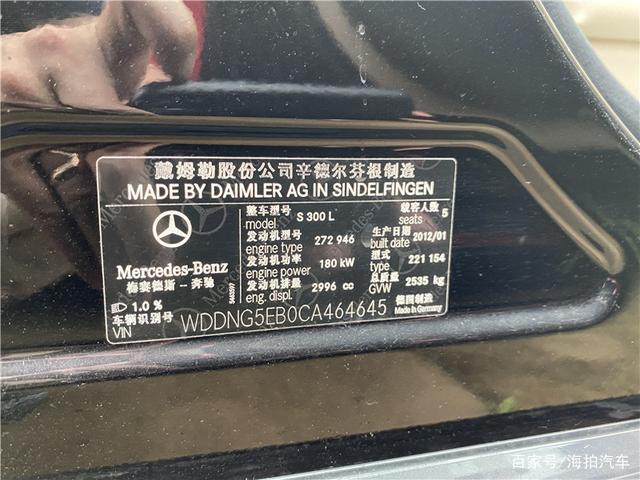 戴姆勒股份公司辛德尔芬根制造
MADE BY DAIMLER AG IN SINDELFINGEN
整车型号 载客人数 5
model S 300 L seats
发动机型号 生产日期
engine type 272 946 built date 2012/01
发动机功率 型式
engine power 180 kW type 221 154
发动机排量 总质量
eng. displ. 2996 cc GVW 2535 kg
Mercedes-Benz
梅赛德斯－奔驰
1.0 % 德国制造
车辆识别号 Made in Germany
VIN WDDNG5EB0CA464645
百家号/海拍汽车